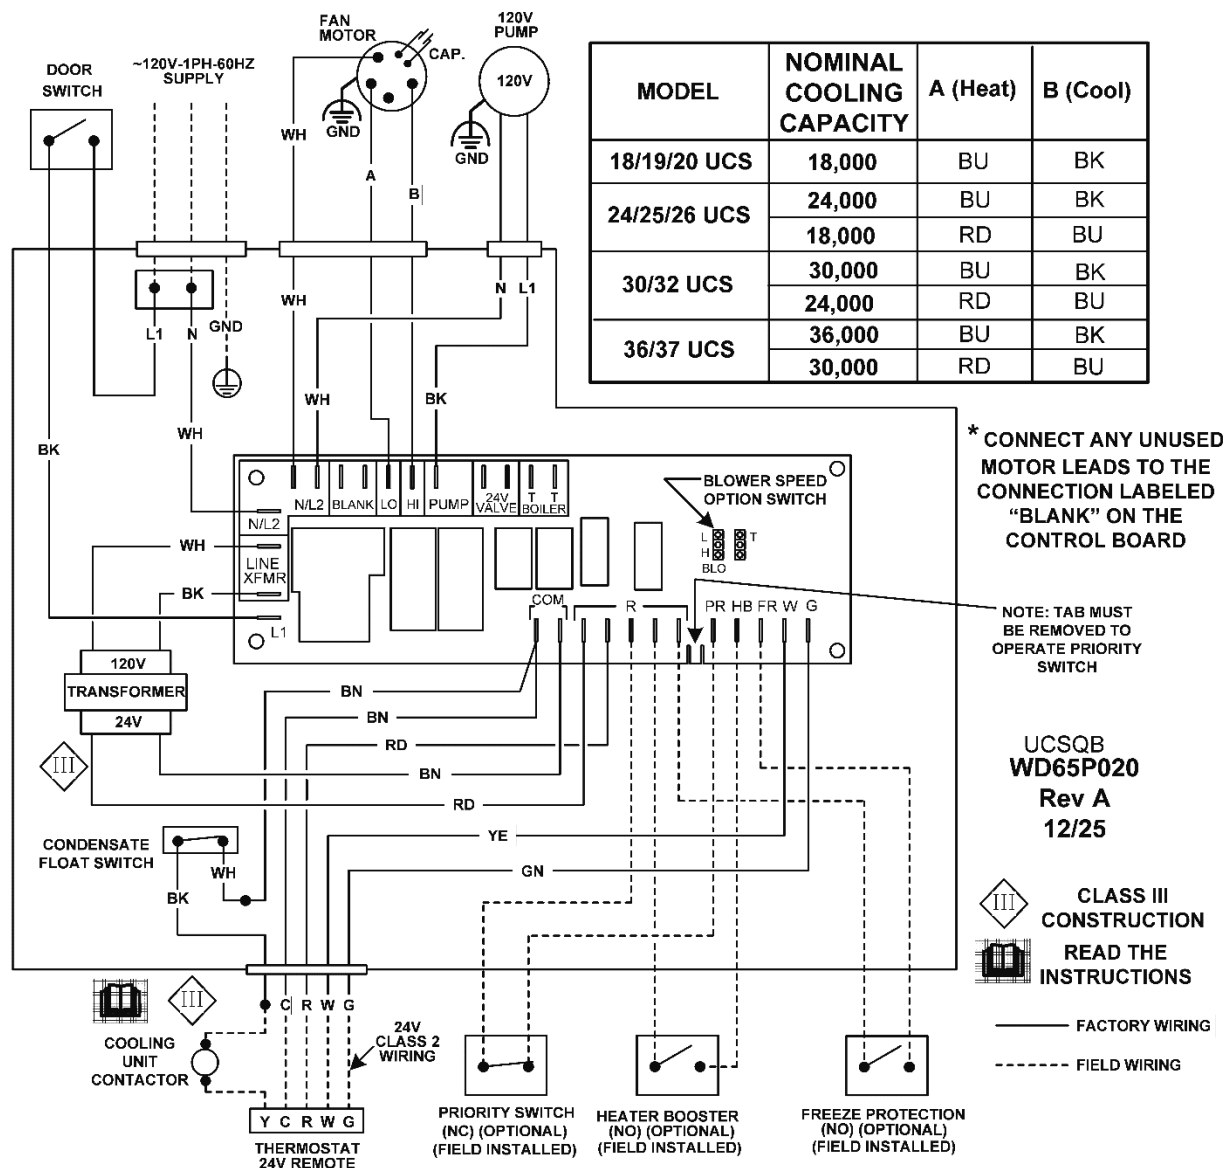 FAN
MOTOR
CAP.
GND
120V
PUMP
120V
GND
DOOR
SWITCH
~120V-1PH-60HZ
SUPPLY
WH
A
B
MODEL
NOMINAL
COOLING
CAPACITY
A (Heat)
B (Cool)
18/19/20 UCS
18,000
BU
BK
24/25/26 UCS
24,000
BU
BK
18,000
RD
BU
30/32 UCS
30,000
BU
BK
24,000
RD
BU
36/37 UCS
36,000
BU
BK
30,000
RD
BU
L1
N
GND
WH
N
L1
WH
BK
WH
BK
* CONNECT ANY UNUSED
MOTOR LEADS TO THE
CONNECTION LABELED
“BLANK” ON THE
CONTROL BOARD
N/L2
BLANK
LO
HI
PUMP
24V
VALVE
T T
BOILER
BLOWER SPEED
OPTION SWITCH
N/L2
LINE
XFMR
L1
L
H
BLO
T
WH
BK
COM
R
PR
HB
FR
W
G
NOTE: TAB MUST
BE REMOVED TO
OPERATE PRIORITY
SWITCH
120V
TRANSFORMER
24V
III
BN
BN
RD
BN
RD
YE
GN
UCSQB
WD65P020
Rev A
12/25
CONDENSATE
FLOAT SWITCH
WH
BK
III
CLASS III
CONSTRUCTION
READ THE
INSTRUCTIONS
FACTORY WIRING
FIELD WIRING
III
C R W G
COOLING
UNIT
CONTACTOR
24V
CLASS 2
WIRING
Y C R W G
THERMOSTAT
24V REMOTE
PRIORITY SWITCH
(NC) (OPTIONAL)
(FIELD INSTALLED)
HEATER BOOSTER
(NO) (OPTIONAL)
(FIELD INSTALLED)
FREEZE PROTECTION
(NO) (OPTIONAL)
(FIELD INSTALLED)